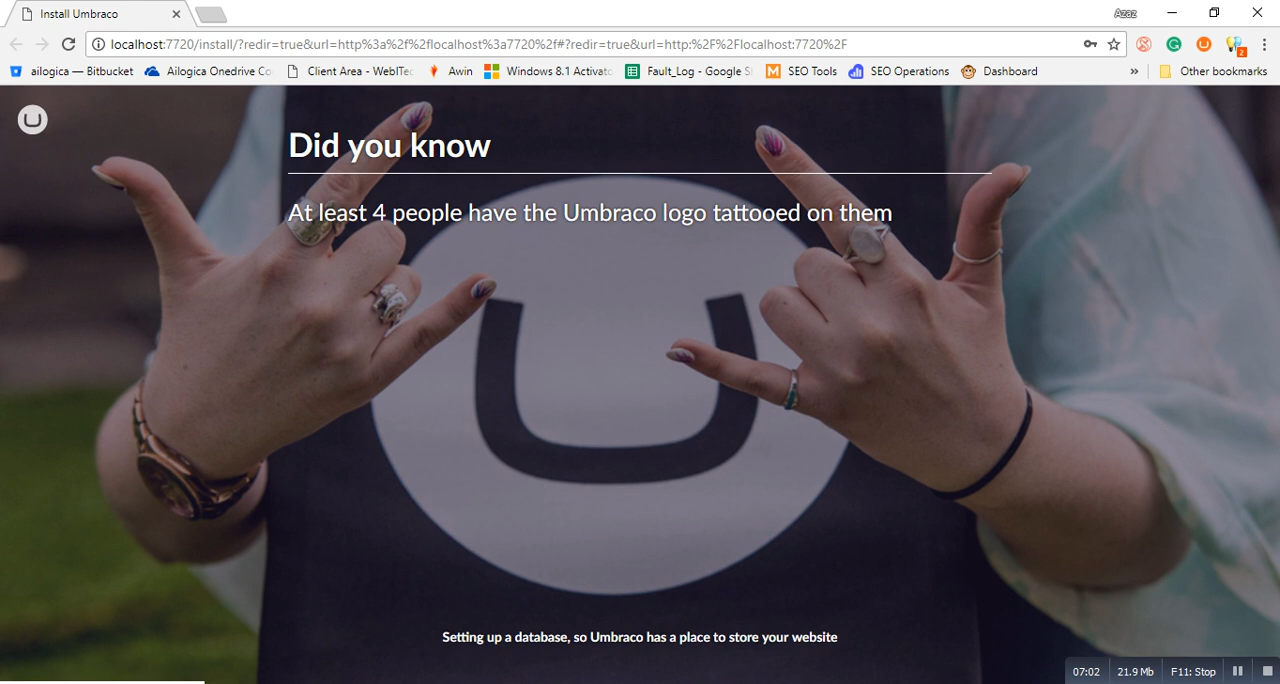 Install Umbraco
Azaz
localhost:7720/install/?redir=true&url=http%3a%2f%2flocalhost%3a7720%2f#?redir=true&url=http:%2F%2Flocalhost:7720%2F
2
ailogica — Bitbucket
Ailogica Onedrive Co
Client Area - WebITec
Awin
Windows 8.1 Activato
Fault_Log - Google S
SEO Tools
SEO Operations
Dashboard
»
Other bookmarks
Did you know
At least 4 people have the Umbraco logo tattooed on them
Setting up a database, so Umbraco has a place to store your website
07:02
21.9 Mb
F11: Stop